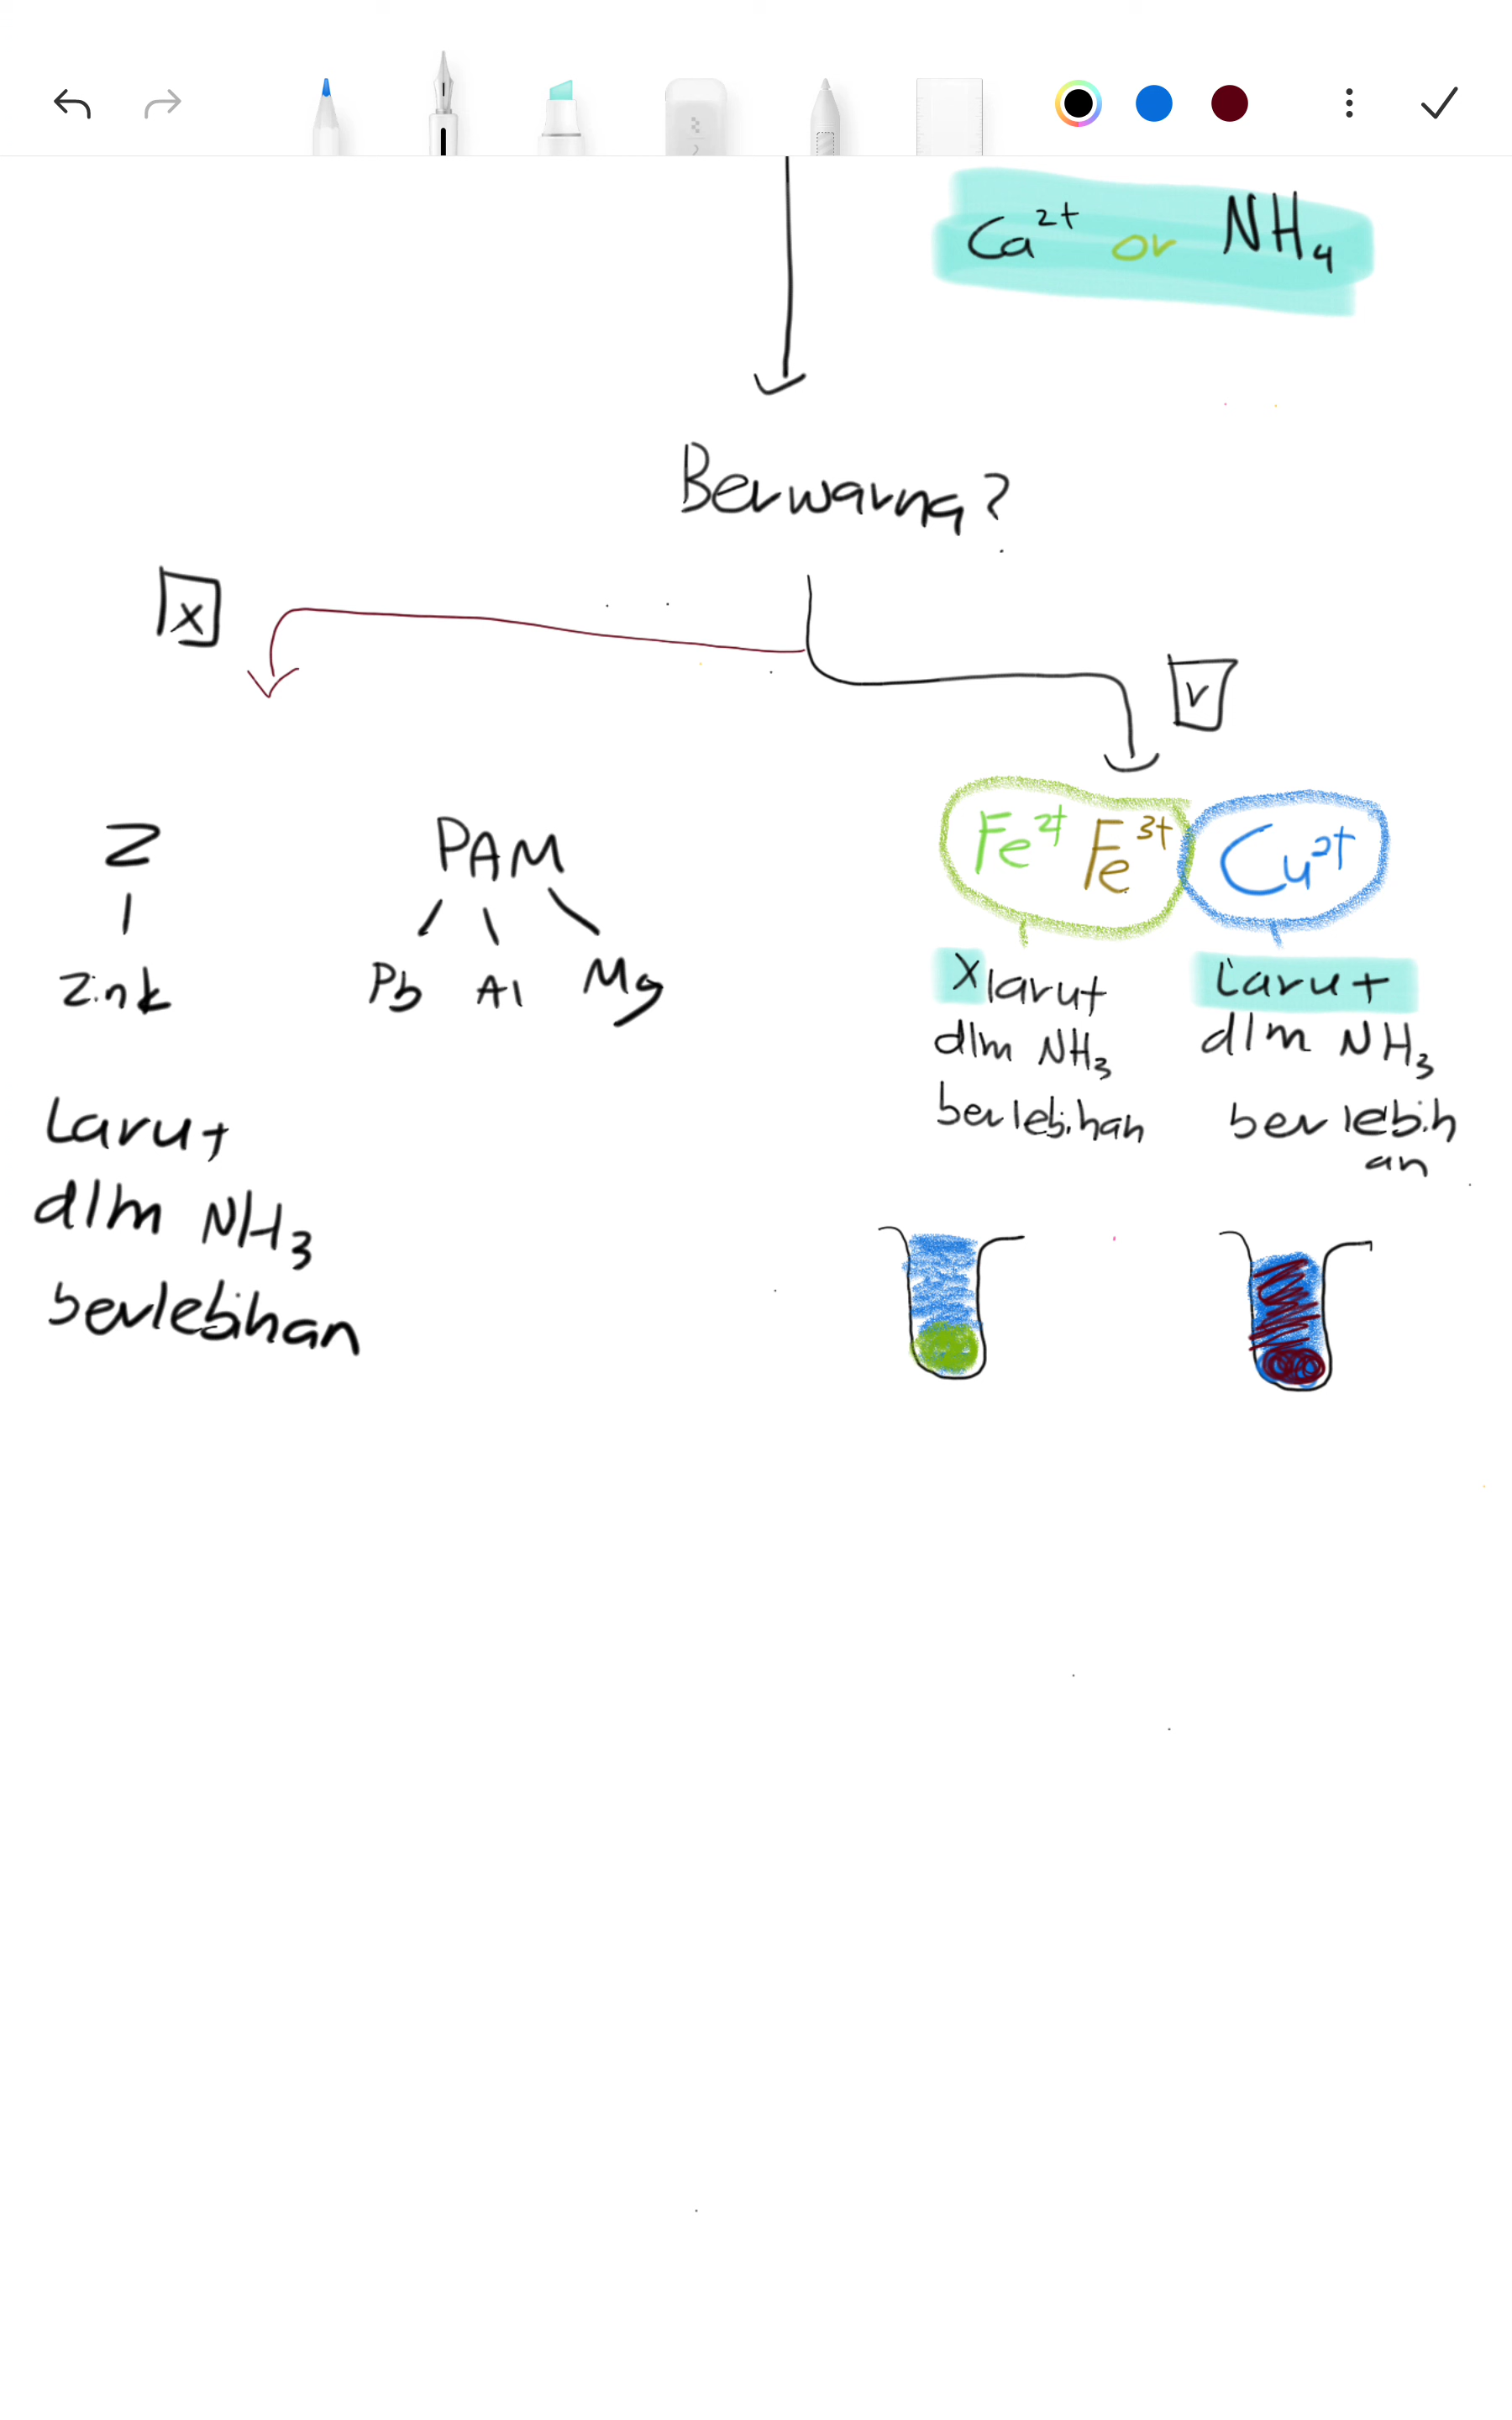 Ca²⁺ or NH₄
Berwarna?
X
✓
Z
PAM
Fe²⁺ Fe³⁺ Cu²⁺
Zink
Pb Al Mg
X larut
dlm NH₃
berlebihan
Larut
dlm NH₃
berlebih
an
Larut
dlm NH₃
berlebihan